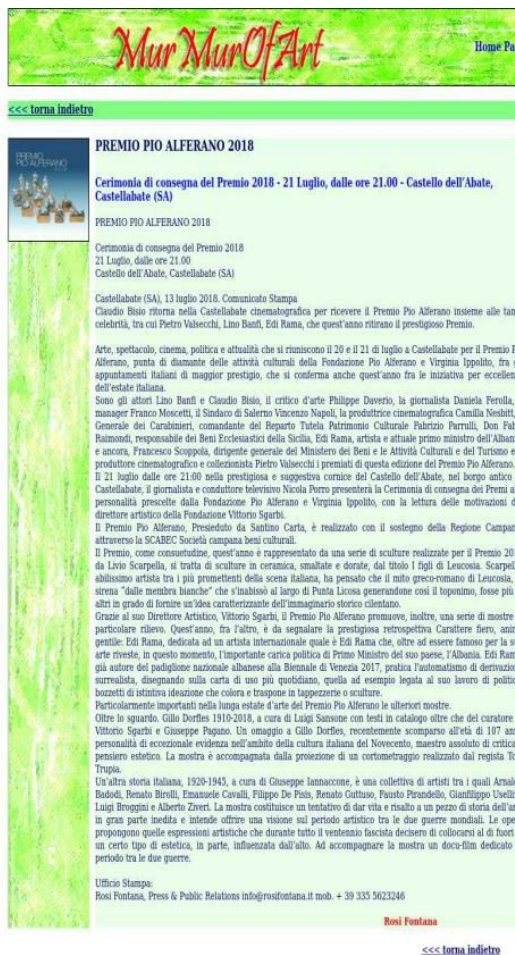 Mur MurOfArt
Home Pa
<<< torna indietro
PREMIO
PIO ALFERANO
2018
PREMIO PIO ALFERANO 2018
Cerimonia di consegna del Premio 2018 - 21 Luglio, dalle ore 21.00 - Castello dell'Abate,
Castellabate (SA)
PREMIO PIO ALFERANO 2018
Cerimonia di consegna del Premio 2018
21 Luglio, dalle ore 21.00
Castello dell'Abate, Castellabate (SA)
Castellabate (SA), 13 luglio 2018. Comunicato Stampa
Claudio Bisio ritorna nella Castellabate cinematografica per ricevere il Premio Pio Alferano insieme alle tan
celebrità, tra cui Pietro Valsecchi, Lino Banfi, Edi Rama, che quest'anno ritirano il prestigioso Premio.
Arte, spettacolo, cinema, politica e attualità che si riuniscono il 20 e il 21 di luglio a Castellabate per il Premio P
Alferano, punta di diamante delle attività culturali della Fondazione Pio Alferano e Virginia Ippolito, fra g
appuntamenti italiani di maggior prestigio, che si conferma anche quest'anno fra le iniziativa per eccellen
dell'estate italiana.
Sono gli attori Lino Banfi e Claudio Bisio, il critico d'arte Philippe Daverio, la giornalista Daniela Ferolla,
manager Franco Moscetti, il Sindaco di Salerno Vincenzo Napoli, la produttrice cinematografica Camilla Nesbitt,
Generale dei Carabinieri, comandante del Reparto Tutela Patrimonio Culturale Fabrizio Parrulli, Don Fab
Raimondi, responsabile dei Beni Ecclesiastici della Sicilia, Edi Rama, artista e attuale primo ministro dell'Alban
e ancora, Francesco Scoppola, dirigente generale del Ministero dei Beni e le Attività Culturali e del Turismo e
produttore cinematografico e collezionista Pietro Valsecchi i premiati di questa edizione del Premio Pio Alferano.
Il 21 luglio dalle ore 21:00 nella prestigiosa e suggestiva cornice del Castello dell'Abate, nel borgo antico
Castellabate, il giornalista e conduttore televisivo Nicola Porro presenterà la Cerimonia di consegna dei Premi al
personalità prescelte dalla Fondazione Pio Alferano e Virginia Ippolito, con la lettura delle motivazioni d
direttore artistico della Fondazione Vittorio Sgarbi.
Il Premio Pio Alferano, Presieduto da Santino Carta, è realizzato con il sostegno della Regione Campan
attraverso la SCABEC Società campana beni culturali.
Il Premio, come consuetudine, quest'anno è rappresentato da una serie di sculture realizzate per il Premio 20
da Livio Scarpella, si tratta di sculture in ceramica, smaltate e dorate, dal titolo I figli di Leucosia. Scarpell
abilissimo artista tra i più promettenti della scena italiana, ha pensato che il mito greco-romano di Leucosia,
sirena "dalle membra bianche" che s'inabissò al largo di Punta Licosa generandone così il toponimo, fosse più
altri in grado di fornire un'idea caratterizzante dell'immaginario storico cilentano.
Grazie al suo Direttore Artistico, Vittorio Sgarbi, il Premio Pio Alferano promuove, inoltre, una serie di mostre
particolare rilievo. Quest'anno, fra l'altro, è da segnalare la prestigiosa retrospettiva Carattere fiero, anim
gentile: Edi Rama, dedicata ad un artista internazionale quale è Edi Rama che, oltre ad essere famoso per la s
arte riveste, in questo momento, l'importante carica politica di Primo Ministro del suo paese, l'Albania. Edi Ram
già autore del padiglione nazionale albanese alla Biennale di Venezia 2017, pratica l'automatismo di derivazion
surrealista, disegnando sulla carta di uso più quotidiano, quella ad esempio legata al suo lavoro di politic
bozzetti di istintiva ideazione che colora e traspone in tappezzerie o sculture.
Particolarmente importanti nella lunga estate d'arte del Premio Pio Alferano le ulteriori mostre.
Oltre lo sguardo. Gillo Dorfles 1910-2018, a cura di Luigi Sansone con testi in catalogo oltre che del curatore
Vittorio Sgarbi e Giuseppe Pagano. Un omaggio a Gillo Dorfles, recentemente scomparso all'età di 107 ann
personalità di eccezionale evidenza nell'ambito della cultura italiana del Novecento, maestro assoluto di critica
pensiero estetico. La mostra è accompagnata dalla proiezione di un cortometraggio realizzato dal regista To
Trupia.
Un'altra storia italiana, 1920-1945, a cura di Giuseppe Iannaccone, è una collettiva di artisti tra i quali Arnal
Badodi, Renato Birolli, Emanuele Cavalli, Filippo De Pisis, Renato Guttuso, Fausto Pirandello, Gianfilippo Uselli
Luigi Broggini e Alberto Ziveri. La mostra costituisce un tentativo di dar vita e risalto a un pezzo di storia dell'ar
in gran parte inedita e intende offrire una visione sul periodo artistico tra le due guerre mondiali. Le ope
propongono quelle espressioni artistiche che durante tutto il ventennio fascista decisero di collocarsi al di fuori
un certo tipo di estetica, in parte, influenzata dall'alto. Ad accompagnare la mostra un docu-film dedicato
periodo tra le due guerre.
Ufficio Stampa:
Rosi Fontana, Press & Public Relations info@rosifontana.it mob. + 39 335 5623246
Rosi Fontana
<<< torna indietro